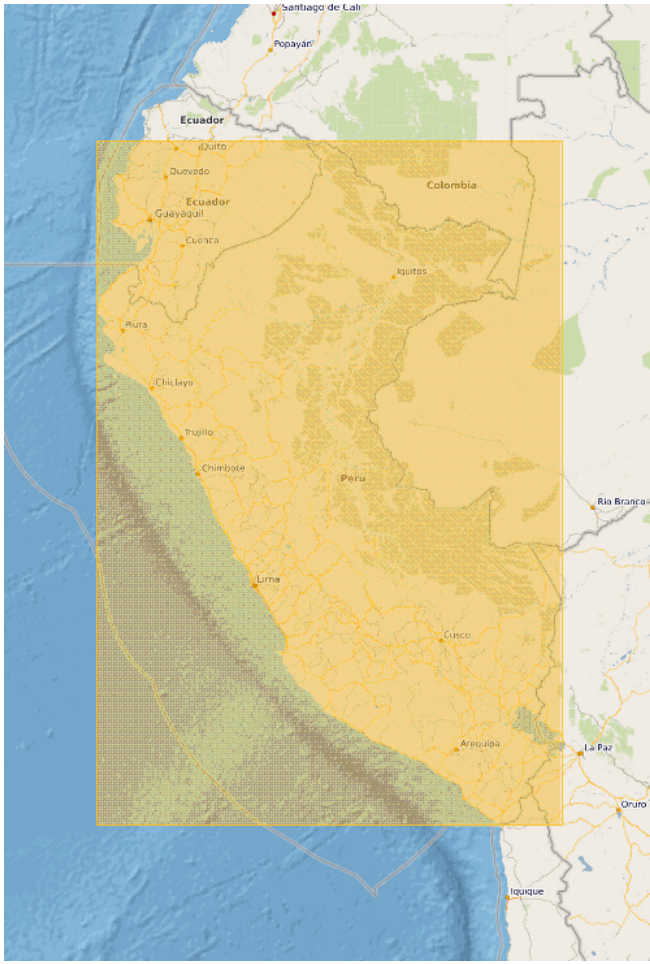 Santiago de Cali
Popayán
Ecuador
Quito
Quevedo
Colombia
Ecuador
Guayaquil
Cuenca
Iquitos
Piura
Chiclayo
Trujillo
Chimbote
Peru
Rio Branco
Lima
Cusco
Arequipa
La Paz
Oruro
Iquique